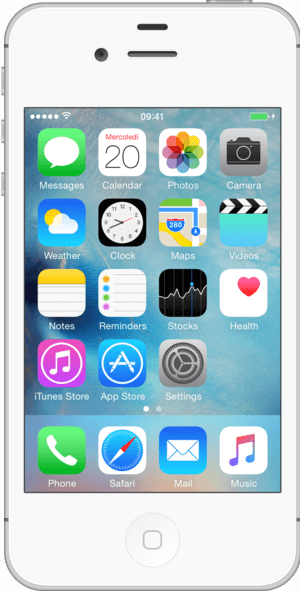 09:41
Mercoledì
20
Messages Calendar Photos Camera
280
Weather Clock Maps Videos
Notes Reminders Stocks Health
iTunes Store App Store Settings
Phone Safari Mail Music